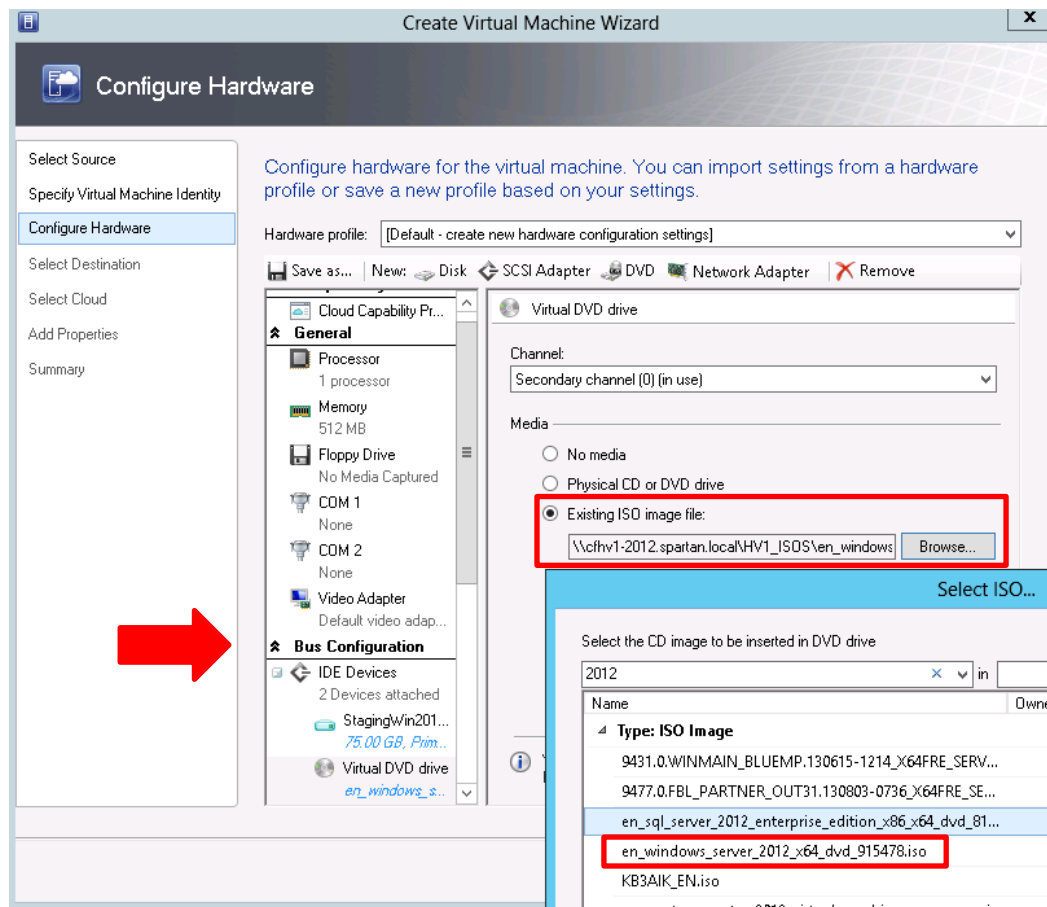 Create Virtual Machine Wizard
x
Configure Hardware
Select Source
Specify Virtual Machine Identity
Configure Hardware
Select Destination
Select Cloud
Add Properties
Summary
Configure hardware for the virtual machine. You can import settings from a hardware
profile or save a new profile based on your settings.
Hardware profile: [Default - create new hardware configuration settings]
Save as... New: Disk SCSI Adapter DVD Network Adapter Remove
Cloud Capability Pr...
General
Processor
1 processor
Memory
512 MB
Floppy Drive
No Media Captured
COM 1
None
COM 2
None
Video Adapter
Default video adap...
Bus Configuration
IDE Devices
2 Devices attached
StagingWin201...
75.00 GB, Prim...
Virtual DVD drive
en_windows_s...
Virtual DVD drive
Channel:
Secondary channel (0) (in use)
Media
No media
Physical CD or DVD drive
Existing ISO image file:
\\cfhv1-2012.spartan.local\HV1_ISOS\en_windows Browse...
Select ISO...
Select the CD image to be inserted in DVD drive
2012 in
Name Owne
Type: ISO Image
9431.0.WINMAIN_BLUEMP.130615-1214_X64FRE_SERV...
9477.0.FBL_PARTNER_OUT31.130803-0736_X64FRE_SE...
en_sql_server_2012_enterprise_edition_x86_x64_dvd_81...
en_windows_server_2012_x64_dvd_915478.iso
KB3AIK_EN.iso